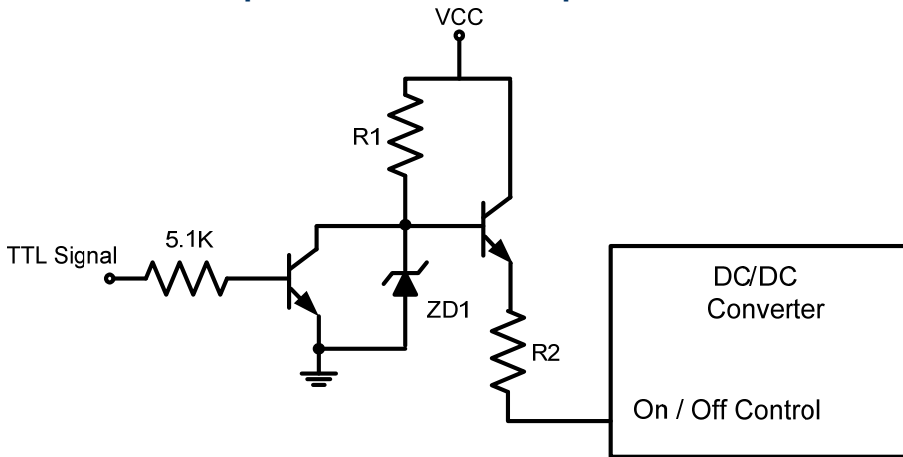 VCC
R1
TTL Signal
5.1K
ZD1
R2
DC/DC
Converter
On / Off Control